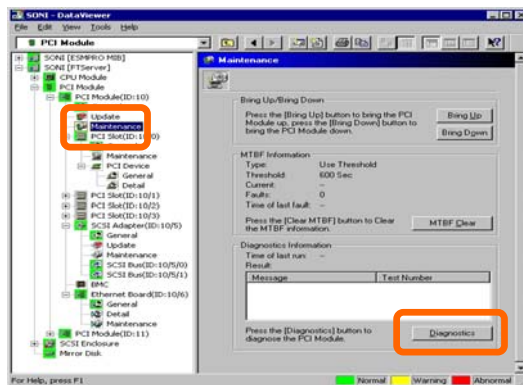 SONI - DataViewer
File Edit View Tools Help
PCI Module
SONI [ESMPRO MIB]
SONI [FTServer]
CPU Module
PCI Module
PCI Module(ID:10)
Update
Maintenance
PCI Slot(ID:10/0)
Maintenance
PCI Device
General
Detail
PCI Slot(ID:10/1)
PCI Slot(ID:10/2)
PCI Slot(ID:10/3)
SCSI Adapter(ID:10/5)
General
Update
Maintenance
SCSI Bus(ID:10/5/0)
SCSI Bus(ID:10/5/1)
BMC
Ethernet Board(ID:10/6)
General
Detail
Maintenance
PCI Module(ID:11)
SCSI Enclosure
Mirror Disk
Maintenance
Bring Up/Bring Down
Press the [Bring Up] button to bring the PCI
Module up, press the [Bring Down] button to
bring the PCI Module down.
Bring Up
Bring Down
MTBF Information
Type: Use Threshold
Threshold 600 Sec
Current: --
Faults: 0
Time of last fault: --
Press the [Clear MTBF] button to Clear
the MTBF information.
MTBF Clear
Diagnostics Information
Time of last run: --
Result:
Message Test Number
Press the [Diagnostics] button to
diagnose the PCI Module.
Diagnostics
For Help, press F1
Normal Warning Abnormal